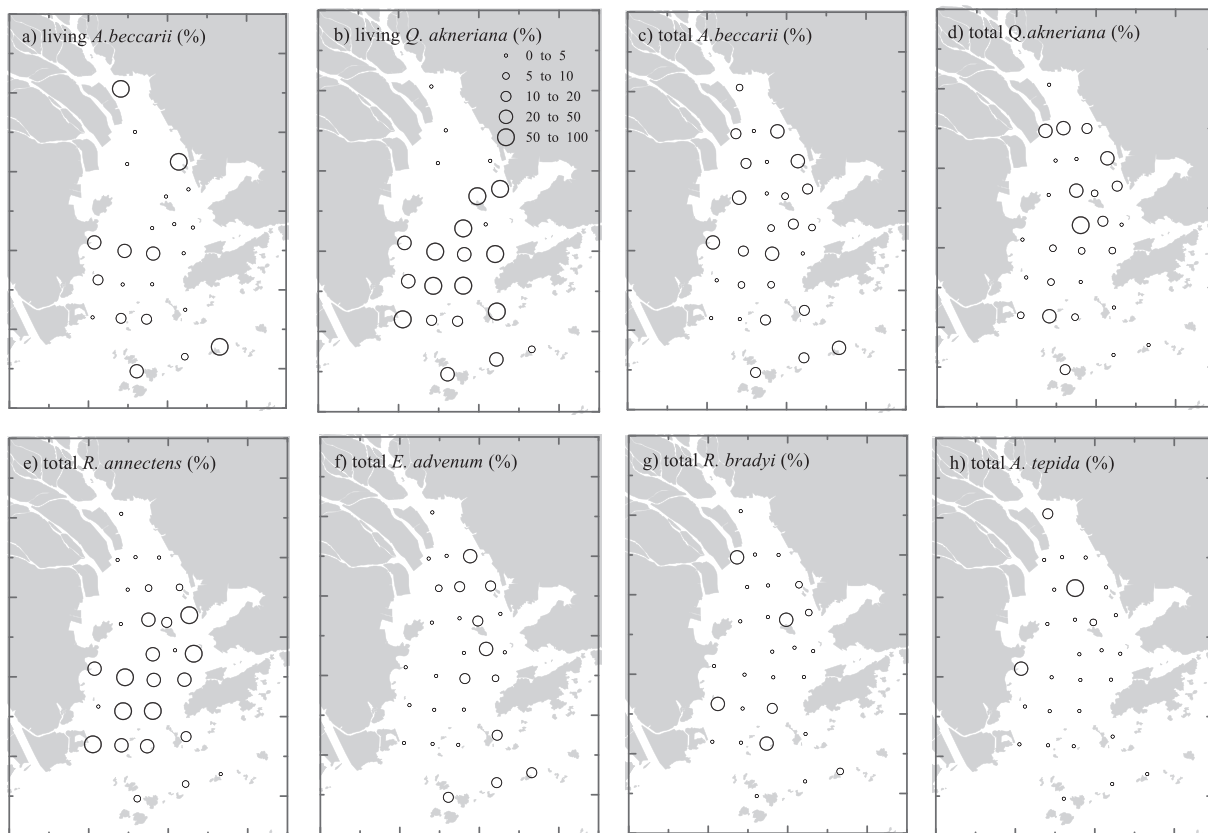 a) living A.beccarii (%)
b) living Q. akneriana (%)
0 to 5
5 to 10
10 to 20
20 to 50
50 to 100
c) total A.beccarii (%)
d) total Q.akneriana (%)
e) total R. annectens (%)
f) total E. advenum (%)
g) total R. bradyi (%)
h) total A. tepida (%)